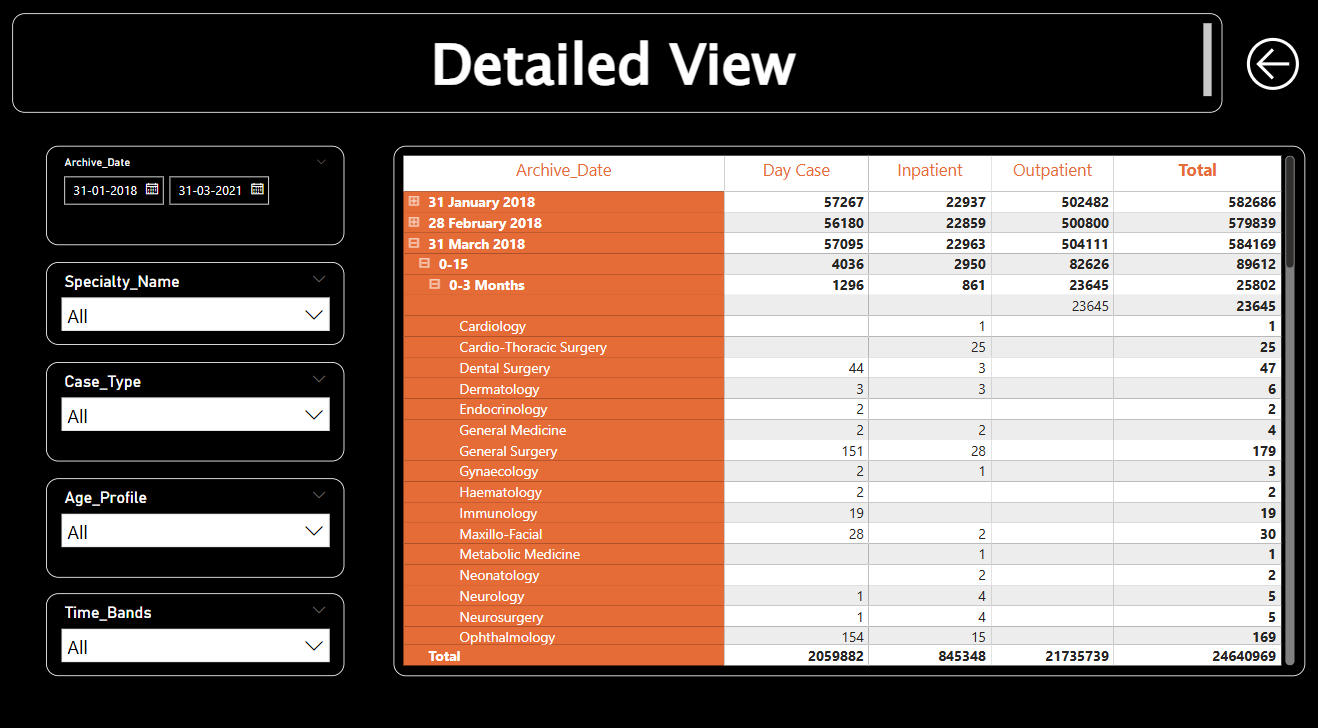 Detailed View
Archive_Date
31-01-2018 31-03-2021
Specialty_Name
All
Case_Type
All
Age_Profile
All
Time_Bands
All
Archive_Date Day Case Inpatient Outpatient Total
31 January 2018 57267 22937 502482 582686
28 February 2018 56180 22859 500800 579839
31 March 2018 57095 22963 504111 584169
0-15 4036 2950 82626 89612
0-3 Months 1296 861 23645 25802
23645 23645
Cardiology 1 1
Cardio-Thoracic Surgery 25 25
Dental Surgery 44 3 47
Dermatology 3 3 6
Endocrinology 2 2
General Medicine 2 2 4
General Surgery 151 28 179
Gynaecology 2 1 3
Haematology 2 2
Immunology 19 19
Maxillo-Facial 28 2 30
Metabolic Medicine 1 1
Neonatology 2 2
Neurology 1 4 5
Neurosurgery 1 4 5
Ophthalmology 154 15 169
Total 2059882 845348 21735739 24640969